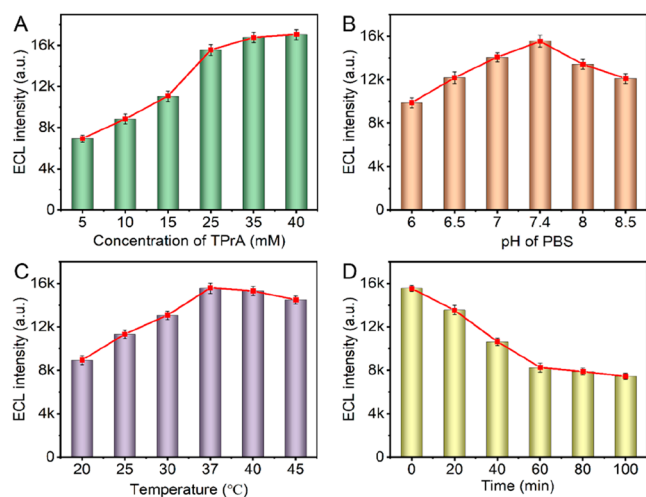 A
ECL intensity (a.u.)
16k
12k
8k
4k
0
5 10 15 25 35 40
Concentration of TPrA (mM)
B
ECL intensity (a.u.)
16k
12k
8k
4k
0
6 6.5 7 7.4 8 8.5
pH of PBS
C
ECL intensity (a.u.)
16k
12k
8k
4k
0
20 25 30 37 40 45
Temperature (℃)
D
ECL intensity (a.u.)
16k
12k
8k
4k
0
0 20 40 60 80 100
Time (min)